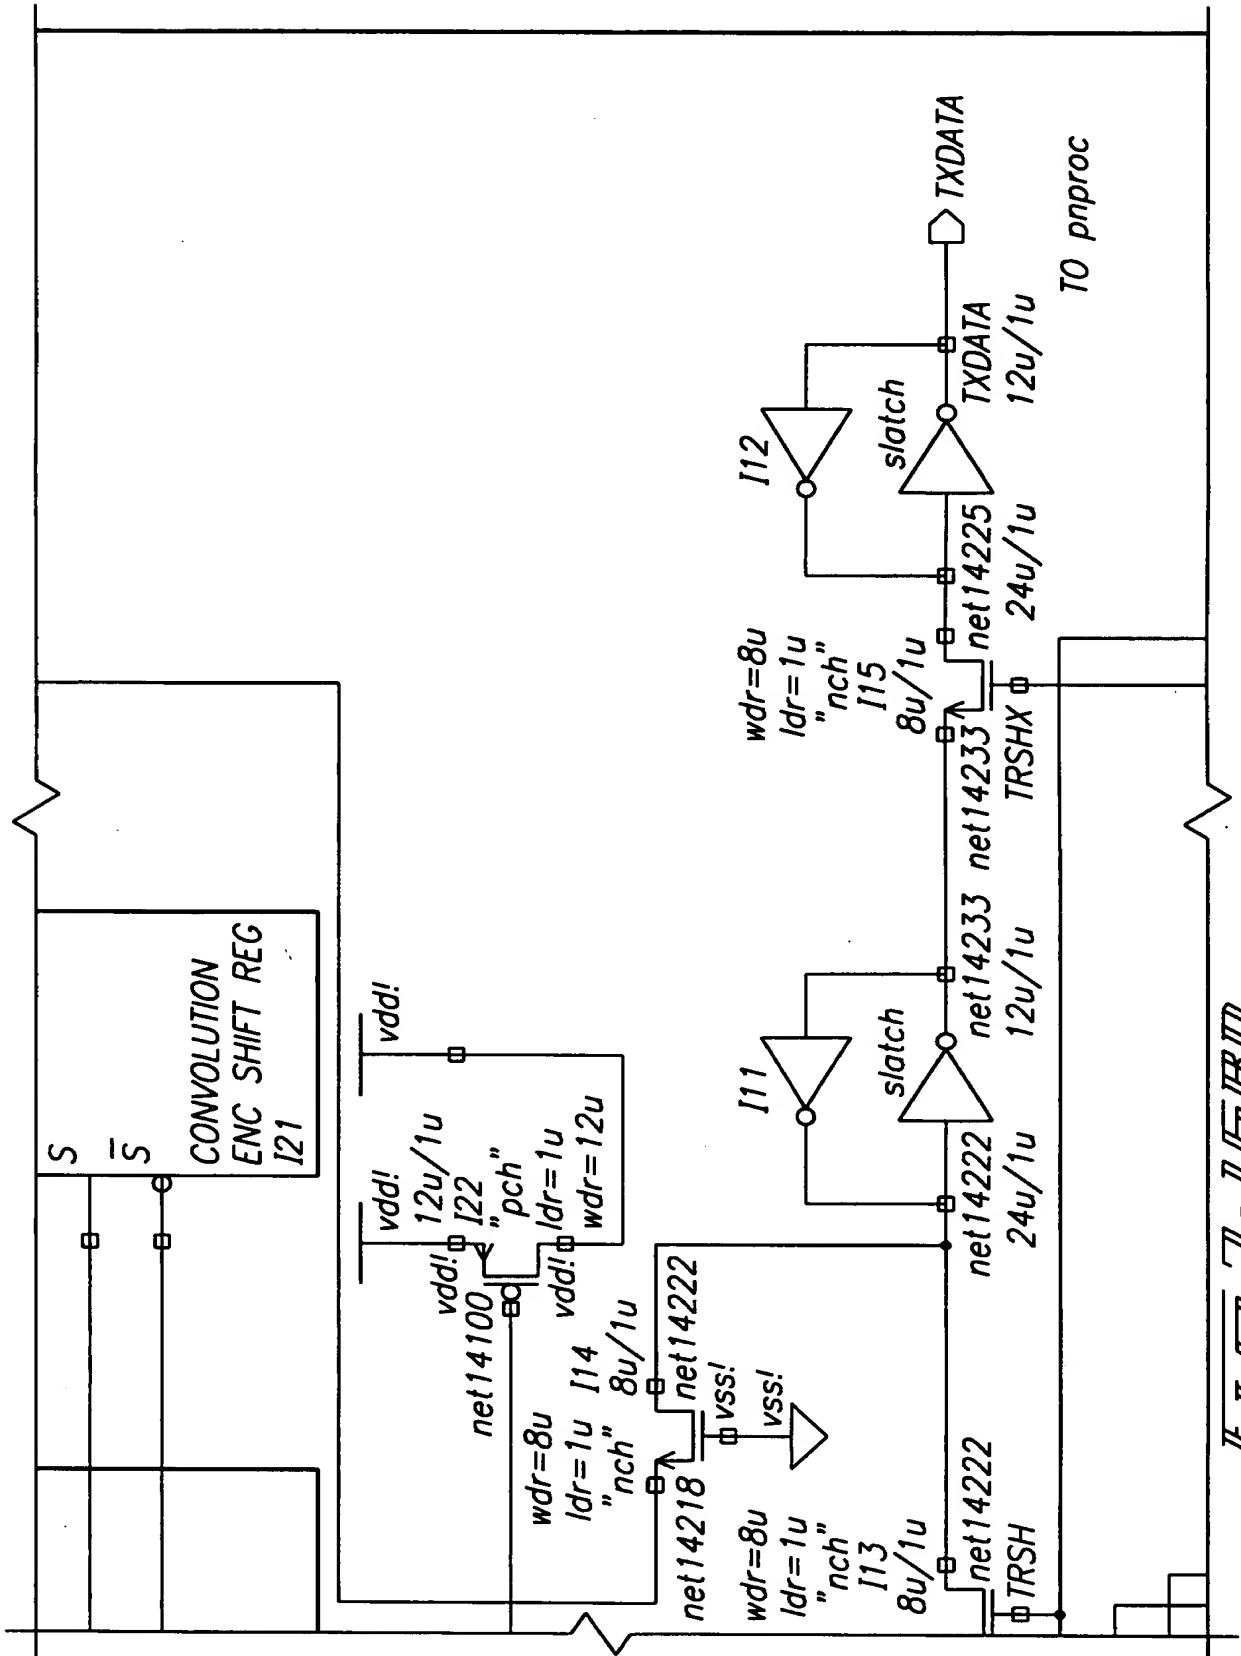 S
S̅
CONVOLUTION
ENC SHIFT REG
I21
vdd!
vdd!
12u/1u
I22
"pch"
ldr=1u
wdr=12u
vdd!
vdd!
net14100
wdr=8u
ldr=1u
"nch"
I14
8u/1u
net14218
net14222
vss!
vss!
wdr=8u
ldr=1u
"nch"
I13
8u/1u
net14222
TRSH
I11
slatch
net14222
24u/1u
net14233
12u/1u
wdr=8u
ldr=1u
"nch"
I15
8u/1u
net14233
TRSHX
net14225
24u/1u
I12
slatch
TXDATA
12u/1u
TXDATA
TO pnproc